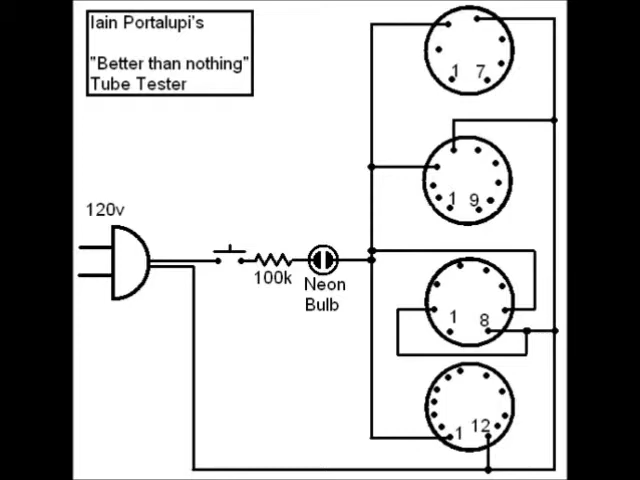 Iain Portalupi's
"Better than nothing"
Tube Tester
120v
100k
Neon
Bulb
1 7
1 9
1 8
1 12